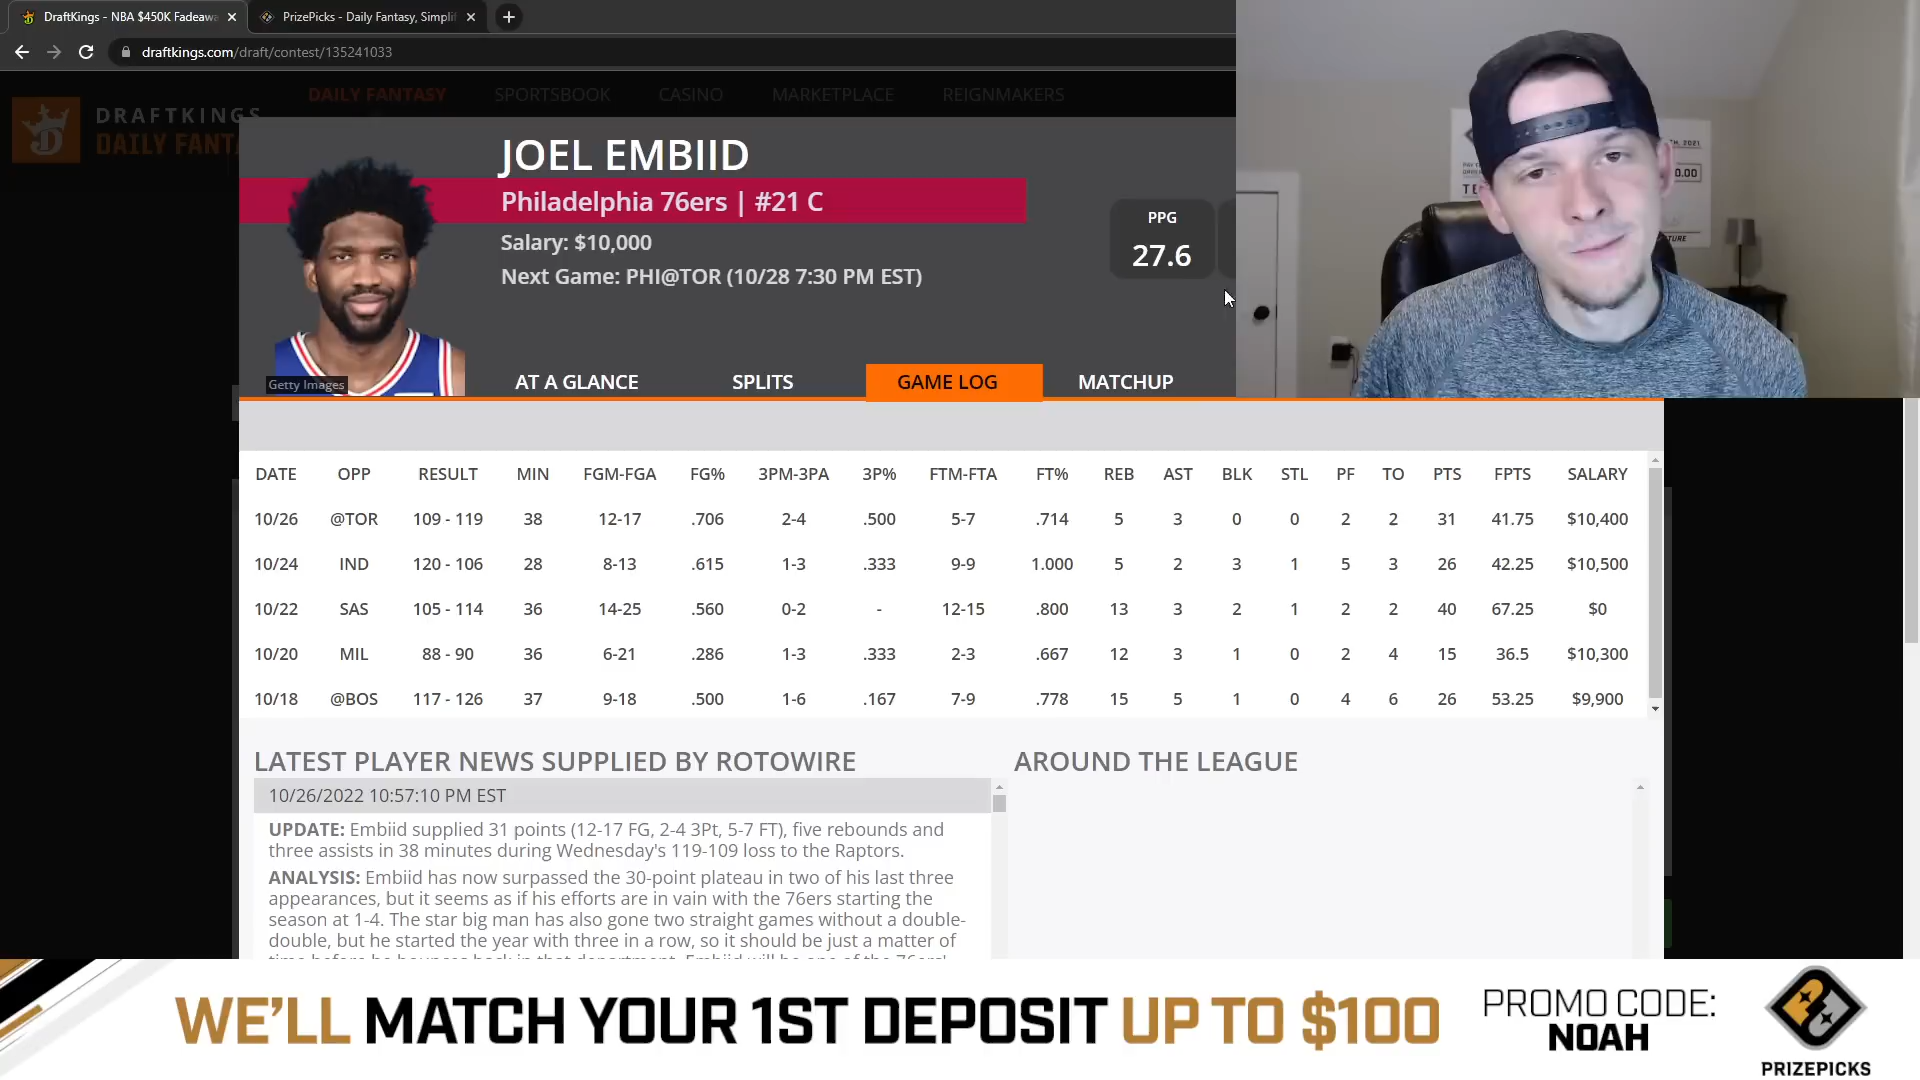 DraftKings - NBA $450K Fadeawa
PrizePicks - Daily Fantasy, Simplif
draftkings.com/draft/contest/135241033
DRAFTKINGS
DAILY FANTA
DAILY FANTASY SPORTSBOOK CASINO MARKETPLACE REIGNMAKERS
JOEL EMBIID
Philadelphia 76ers | #21 C
Salary: $10,000
Next Game: PHI@TOR (10/28 7:30 PM EST)
PPG
27.6
Getty Images
AT A GLANCE SPLITS GAME LOG MATCHUP
DATE OPP RESULT MIN FGM-FGA FG% 3PM-3PA 3P% FTM-FTA FT% REB AST BLK STL PF TO PTS FPTS SALARY
10/26 @TOR 109 - 119 38 12-17 .706 2-4 .500 5-7 .714 5 3 0 0 2 2 31 41.75 $10,400
10/24 IND 120 - 106 28 8-13 .615 1-3 .333 9-9 1.000 5 2 3 1 5 3 26 42.25 $10,500
10/22 SAS 105 - 114 36 14-25 .560 0-2 - 12-15 .800 13 3 2 1 2 2 40 67.25 $0
10/20 MIL 88 - 90 36 6-21 .286 1-3 .333 2-3 .667 12 3 1 0 2 4 15 36.5 $10,300
10/18 @BOS 117 - 126 37 9-18 .500 1-6 .167 7-9 .778 15 5 1 0 4 6 26 53.25 $9,900
LATEST PLAYER NEWS SUPPLIED BY ROTOWIRE
AROUND THE LEAGUE
10/26/2022 10:57:10 PM EST
UPDATE: Embiid supplied 31 points (12-17 FG, 2-4 3Pt, 5-7 FT), five rebounds and
three assists in 38 minutes during Wednesday's 119-109 loss to the Raptors.
ANALYSIS: Embiid has now surpassed the 30-point plateau in two of his last three
appearances, but it seems as if his efforts are in vain with the 76ers starting the
season at 1-4. The star big man has also gone two straight games without a double-
double, but he started the year with three in a row, so it should be just a matter of
WE'LL MATCH YOUR 1ST DEPOSIT UP TO $100
PROMO CODE:
NOAH
PRIZEPICKS